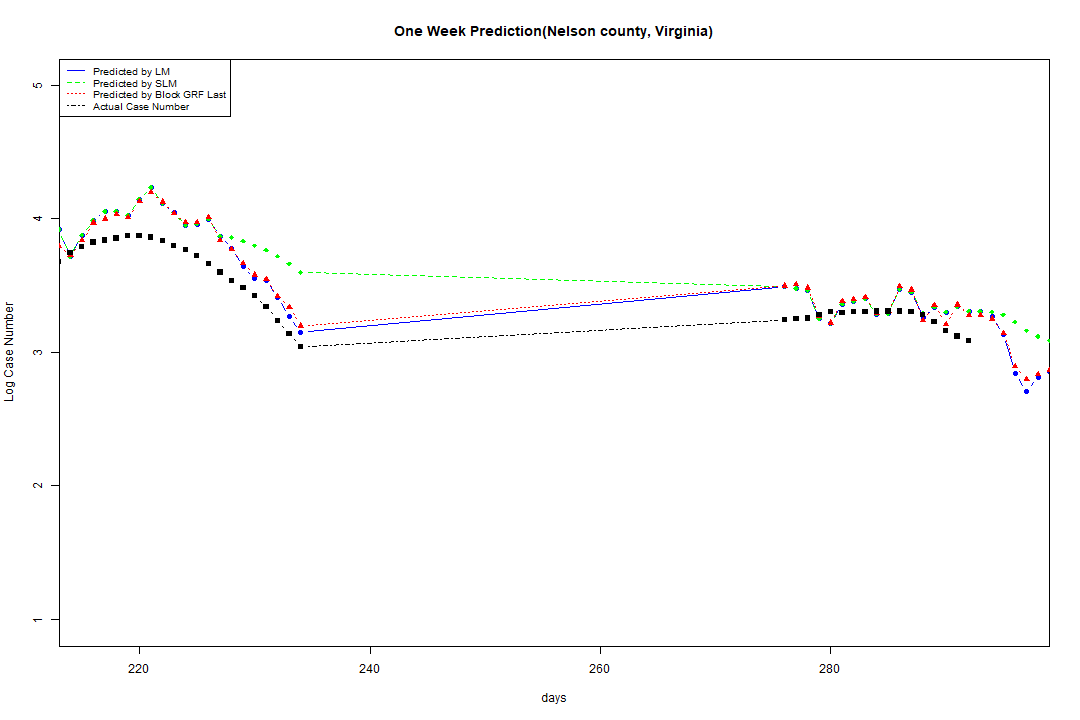 One Week Prediction(Nelson county, Virginia)
Predicted by LM
Predicted by SLM
Predicted by Block GRF Last
Actual Case Number
5
4
3
2
1
Log Case Number
220 240 260 280
days